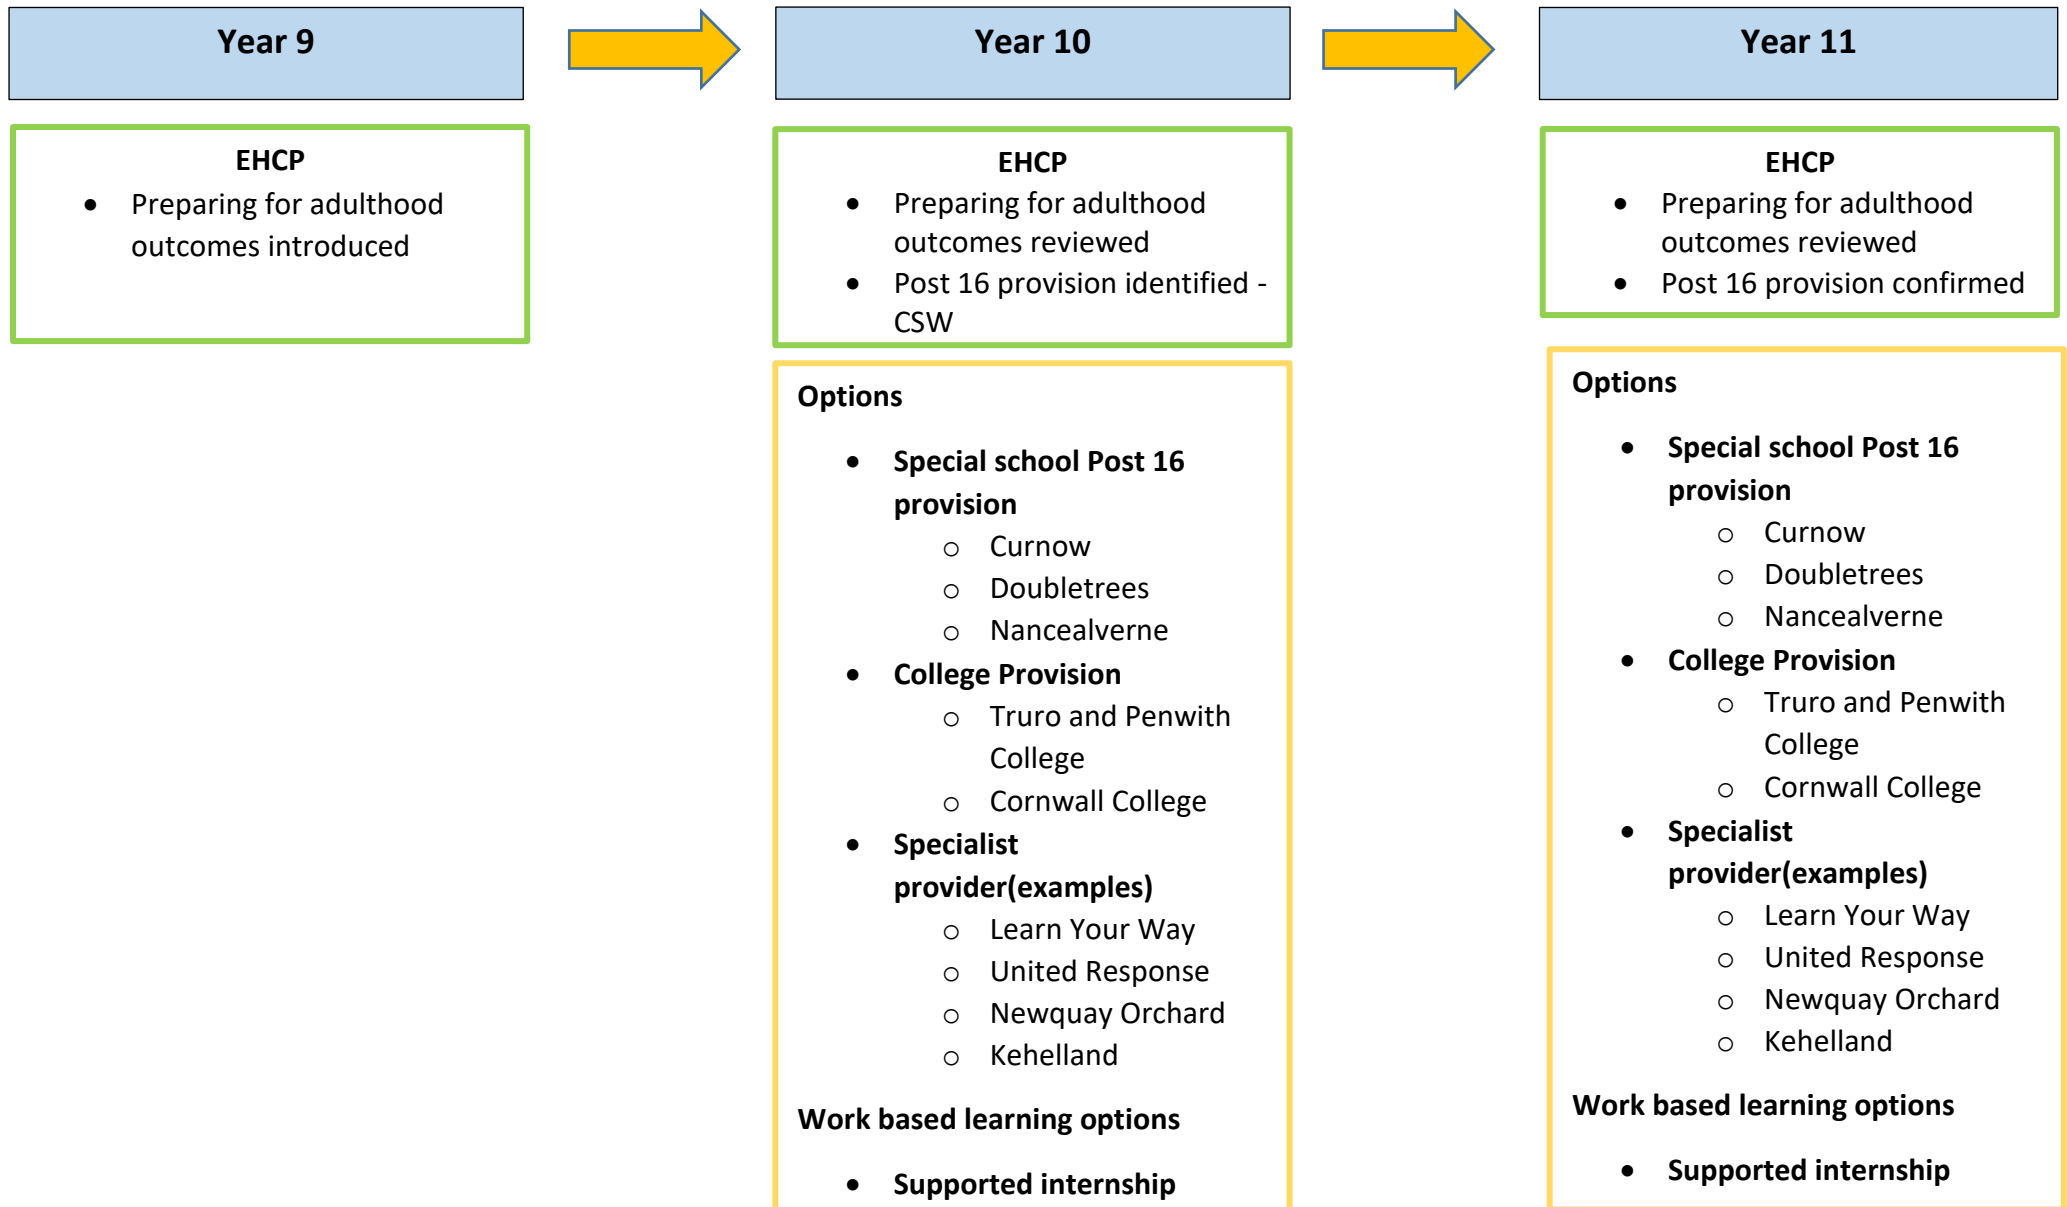 Year 9
EHCP
• Preparing for adulthood
outcomes introduced
Year 10
EHCP
• Preparing for adulthood
outcomes reviewed
• Post 16 provision identified -
CSW
Options
• Special school Post 16
provision
o Curnow
o Doubletrees
o Nancealverne
• College Provision
o Truro and Penwith
College
o Cornwall College
• Specialist
provider(examples)
o Learn Your Way
o United Response
o Newquay Orchard
o Kehelland
Work based learning options
• Supported internship
Year 11
EHCP
• Preparing for adulthood
outcomes reviewed
• Post 16 provision confirmed
Options
• Special school Post 16
provision
o Curnow
o Doubletrees
o Nancealverne
• College Provision
o Truro and Penwith
College
o Cornwall College
• Specialist
provider(examples)
o Learn Your Way
o United Response
o Newquay Orchard
o Kehelland
Work based learning options
• Supported internship